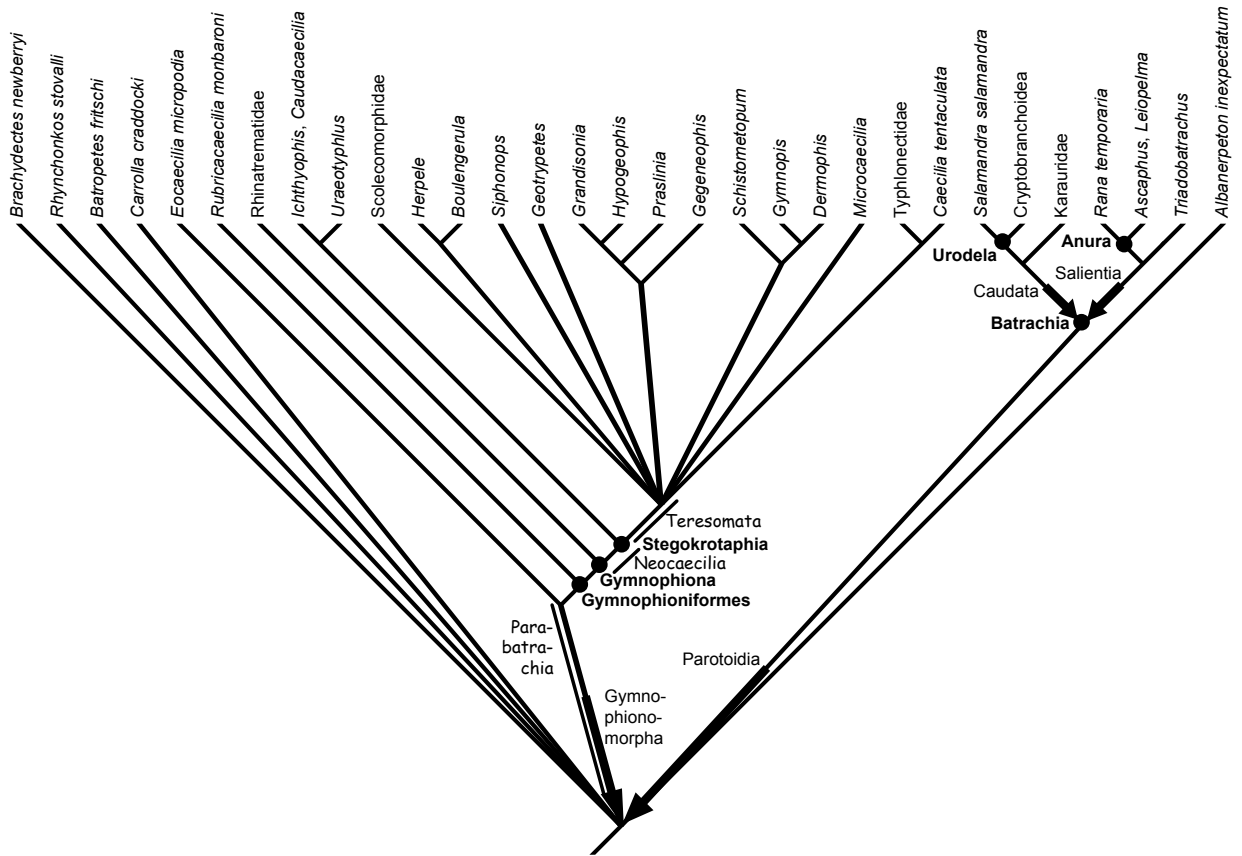 Brachydectes newberryi
Rhynchonkos stovalli
Batropetes fritschi
Carrolla craddocki
Eocaecilia micropodia
Rubricacaecilia monbaroni
Rhinatrematidae
Ichthyophis, Caudacaecilia
Uraeotyphlus
Scolecomorphidae
Herpele
Boulengerula
Siphonops
Geotrypetes
Grandisonia
Hypogeophis
Praslinia
Gegeneophis
Schistometopum
Gymnopis
Dermophis
Microcaecilia
Typhlonectidae
Caecilia tentaculata
Salamandra salamandra
Cryptobranchoidea
Karauridae
Rana temporaria
Ascaphus, Leiopelma
Triadobatrachus
Albanerpeton inexpectatum
Urodela
Anura
Salientia
Caudata
Batrachia
Teresomata
Stegokrotaphia
Neocaecilia
Gymnophiona
Gymnophioniformes
Para-
batra-
chia
Parotoidia
Gymno-
phiono-
morpha